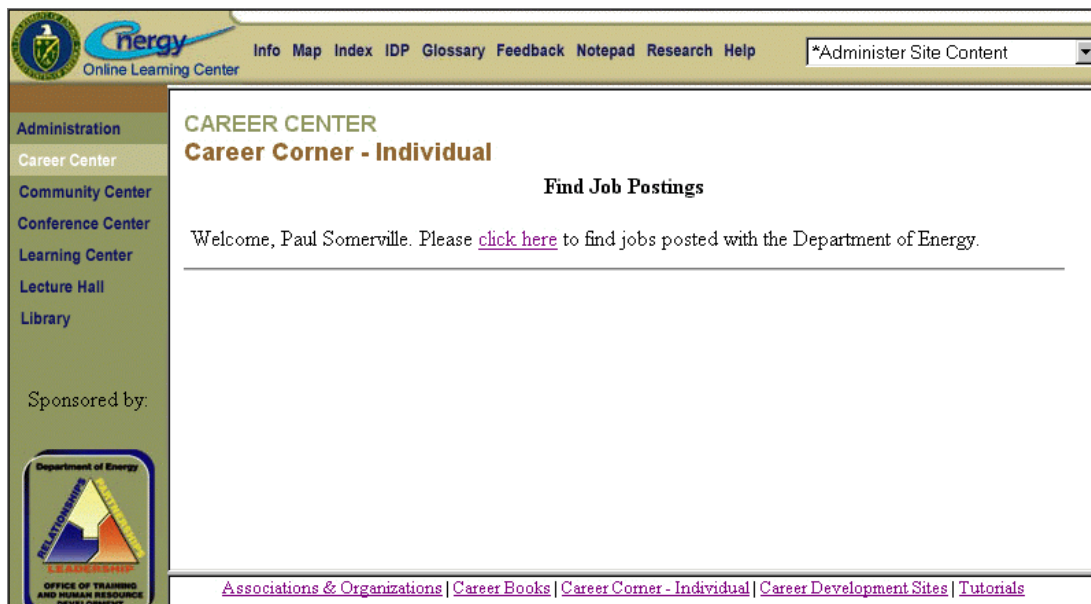 Energy
Online Learning Center
Info Map Index IDP Glossary Feedback Notepad Research Help
*Administer Site Content
Administration
Career Center
Community Center
Conference Center
Learning Center
Lecture Hall
Library
Sponsored by:
Department of Energy
RELATIONSHIPS
PARTNERSHIPS
LEADERSHIP
OFFICE OF TRAINING
AND HUMAN RESOURCE
DEVELOPMENT
CAREER CENTER
Career Corner - Individual
Find Job Postings
Welcome, Paul Somerville. Please click here to find jobs posted with the Department of Energy.
Associations & Organizations | Career Books | Career Corner - Individual | Career Development Sites | Tutorials